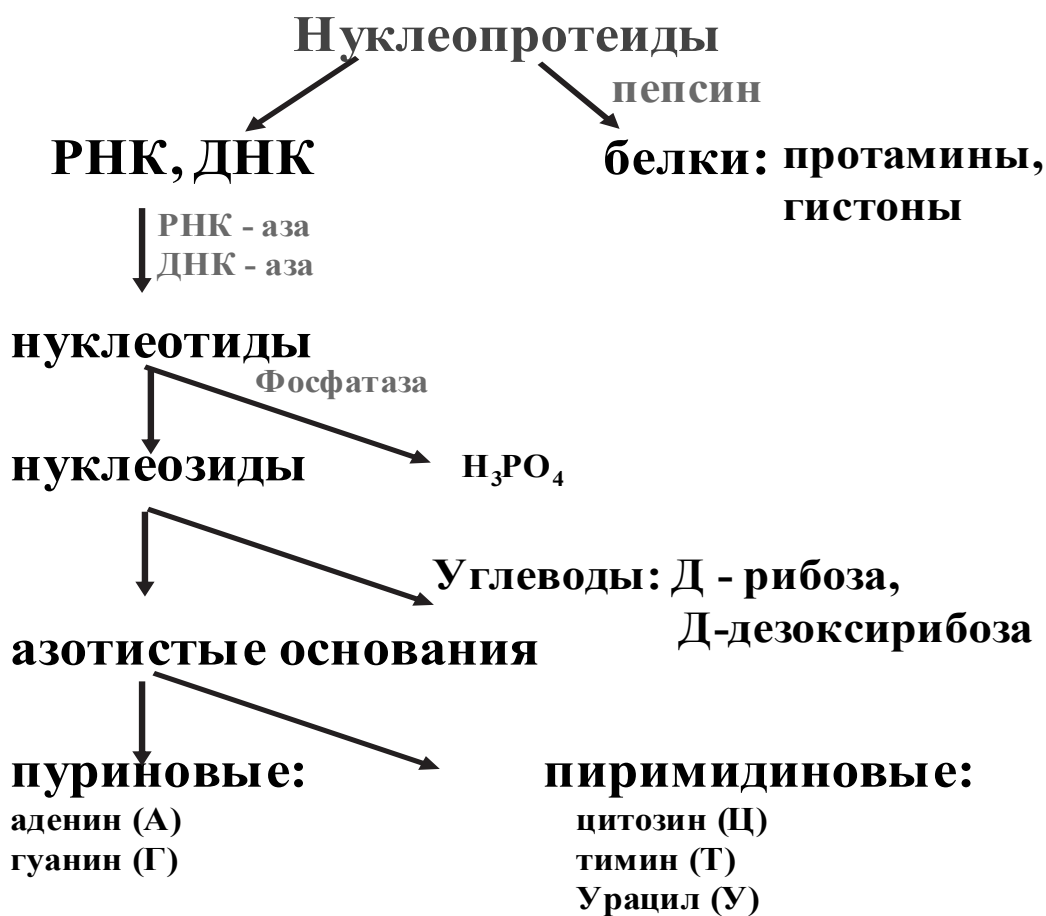 Нуклеопротеиды
пепсин
РНК, ДНК
белки: протамины,
гистоны
РНК - аза
ДНК - аза
нуклеотиды
Фосфатаза
нуклеозиды
H₃PO₄
Углеводы: Д - рибоза,
Д-дезоксирибоза
азотистые основания
пуриновые:
аденин (А)
гуанин (Г)
пиримидиновые:
цитозин (Ц)
тимин (Т)
Урацил (У)